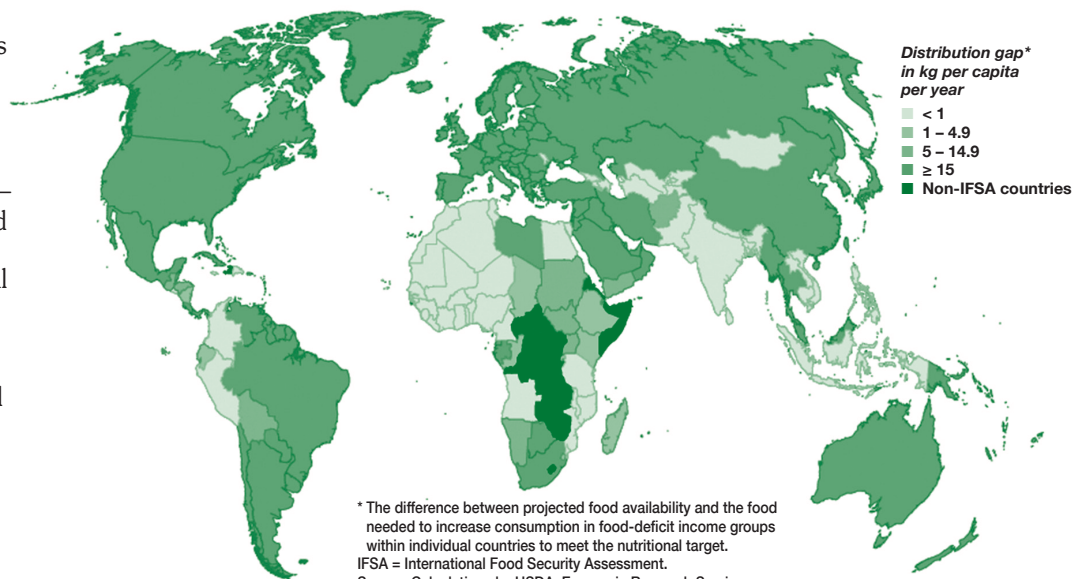 s
d
l
l
Distribution gap*
in kg per capita
per year
< 1
1 – 4.9
5 – 14.9
≥ 15
Non-IFSA countries
* The difference between projected food availability and the food
needed to increase consumption in food-deficit income groups
within individual countries to meet the nutritional target.
IFSA = International Food Security Assessment.